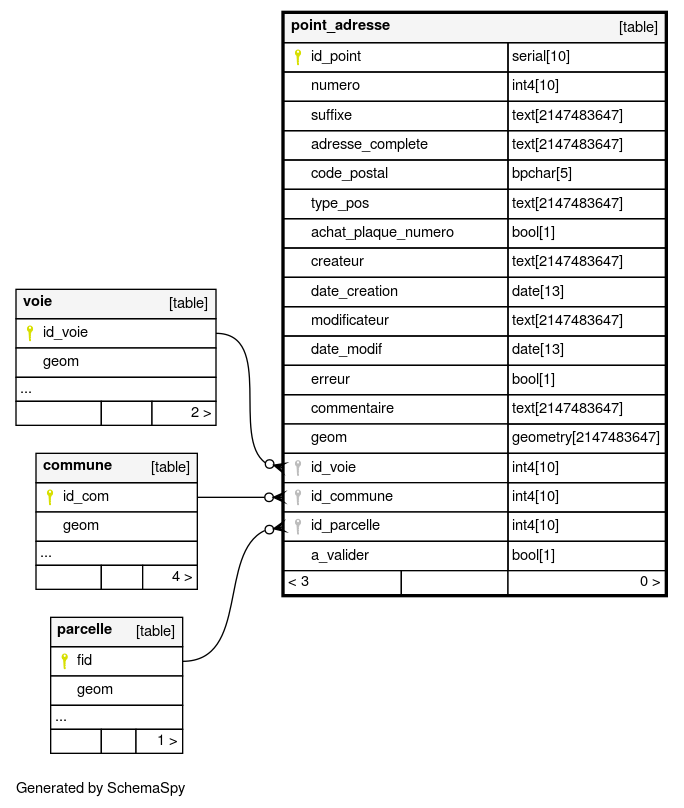 point_adresse [table]
id_point serial[10]
numero int4[10]
suffixe text[2147483647]
adresse_complete text[2147483647]
code_postal bpchar[5]
type_pos text[2147483647]
achat_plaque_numero bool[1]
createur text[2147483647]
date_creation date[13]
modificateur text[2147483647]
date_modif date[13]
erreur bool[1]
commentaire text[2147483647]
geom geometry[2147483647]
id_voie int4[10]
id_commune int4[10]
id_parcelle int4[10]
a_valider bool[1]
< 3 0 >
voie [table]
id_voie
geom
...
2 >
commune [table]
id_com
geom
...
4 >
parcelle [table]
fid
geom
...
1 >
Generated by SchemaSpy